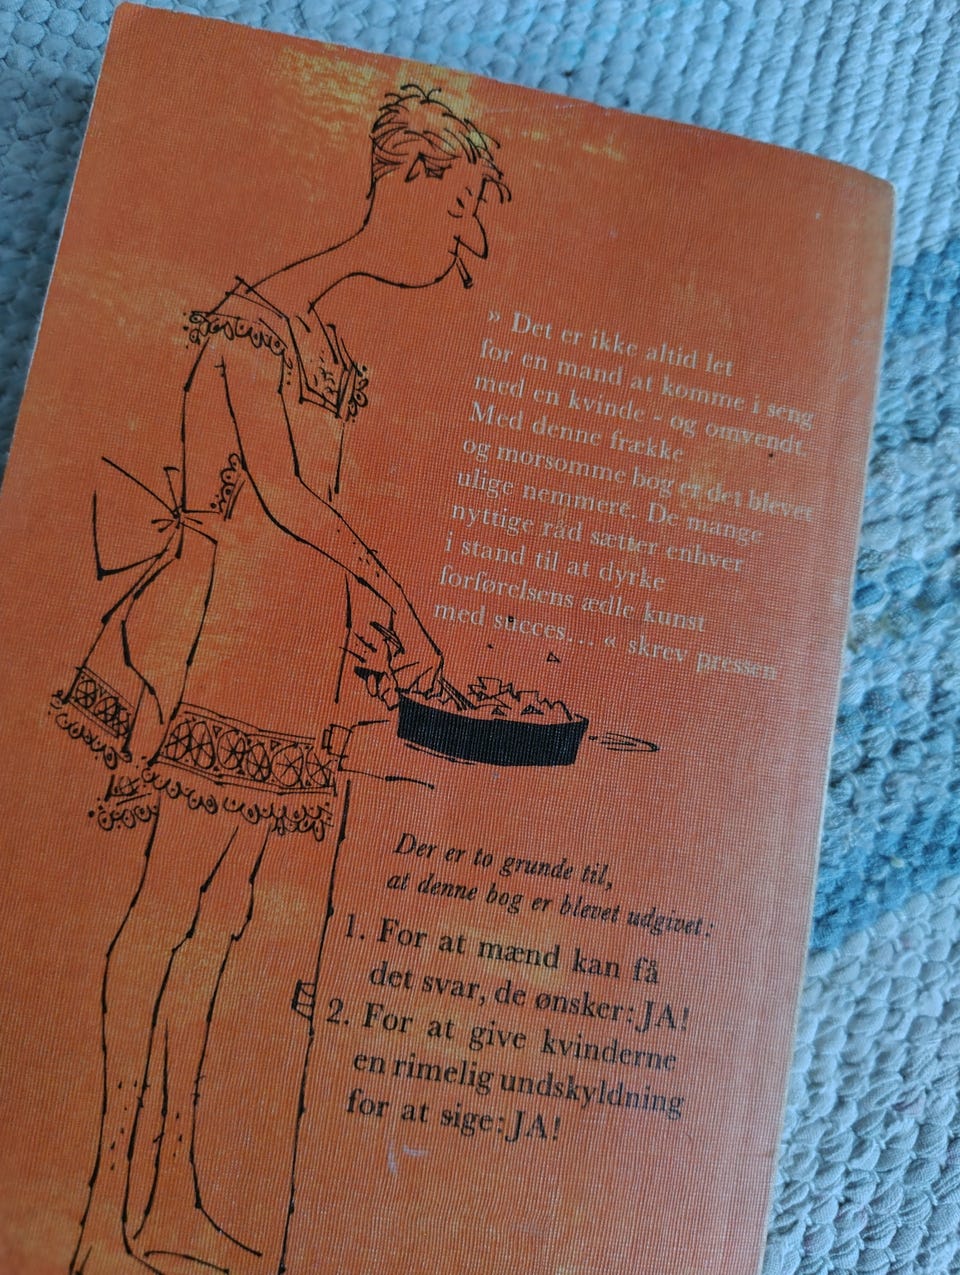 » Det er ikke altid let
for en mand at komme i seng
med en kvinde - og omvendt.
Med denne frække
og morsomme bog er det blevet
ulige nemmere. De mange
nyttige råd sætter enhver
i stand til at dyrke
forførelsens ædle kunst
med succes... « skrev pressen
Der er to grunde til,
at denne bog er blevet udgivet:
1. For at mænd kan få
det svar, de ønsker: JA!
2. For at give kvinderne
en rimelig undskyldning
for at sige: JA!